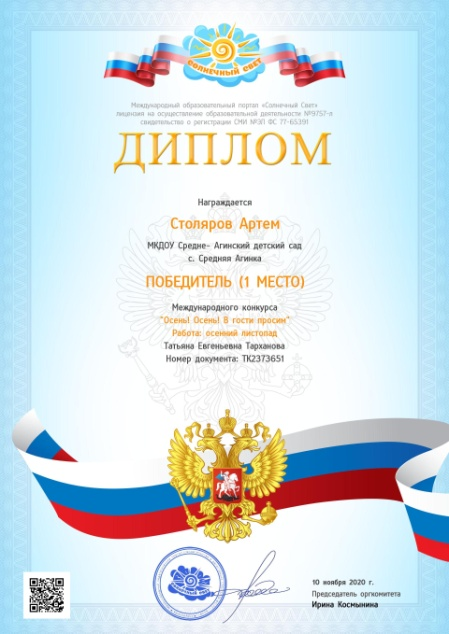 СОЛНЕЧНЫЙ СВЕТ
Международный образовательный портал «Солнечный Свет»
лицензия на осуществление образовательной деятельности №9757-л
свидетельство о регистрации СМИ №ЭЛ ФС 77-65391
ДИПЛОМ
Награждается
Столяров Артем
МКДОУ Средне- Агинский детский сад
с. Средняя Агинка
ПОБЕДИТЕЛЬ (1 МЕСТО)
Международного конкурса
"Осень! Осень! В гости просим"
Работа: осенний листопад
Татьяна Евгеньевна Тарханова
Номер документа: ТК2373651
СОЛНЕЧНЫЙ СВЕТ
10 ноября 2020 г.
Председатель оргкомитета
Ирина Космынина